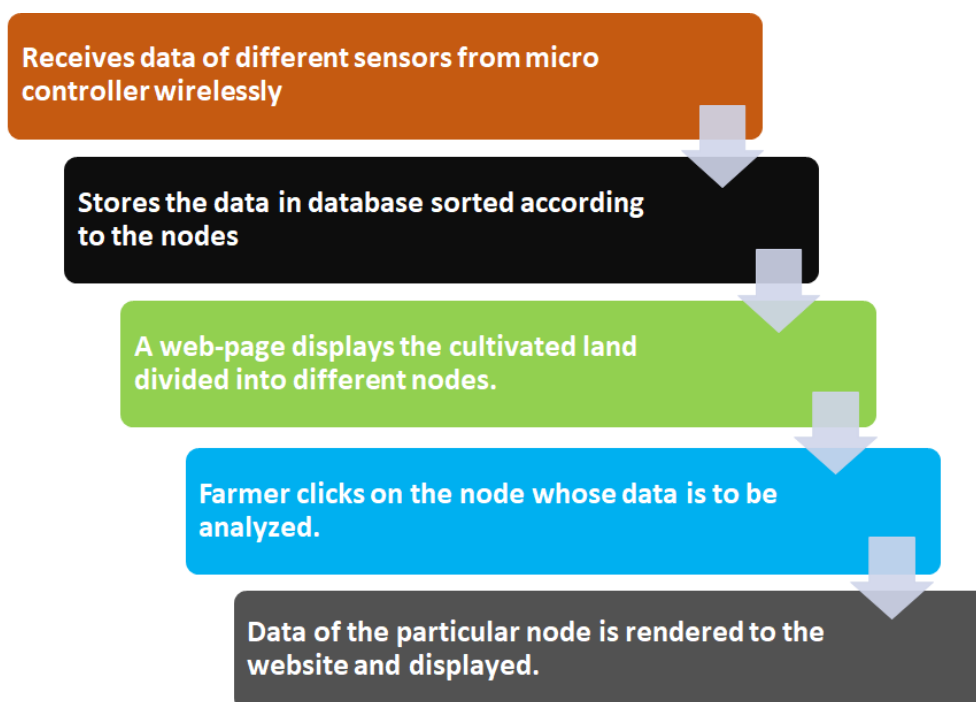 Receives data of different sensors from micro
controller wirelessly
Stores the data in database sorted according
to the nodes
A web-page displays the cultivated land
divided into different nodes.
Farmer clicks on the node whose data is to be
analyzed.
Data of the particular node is rendered to the
website and displayed.